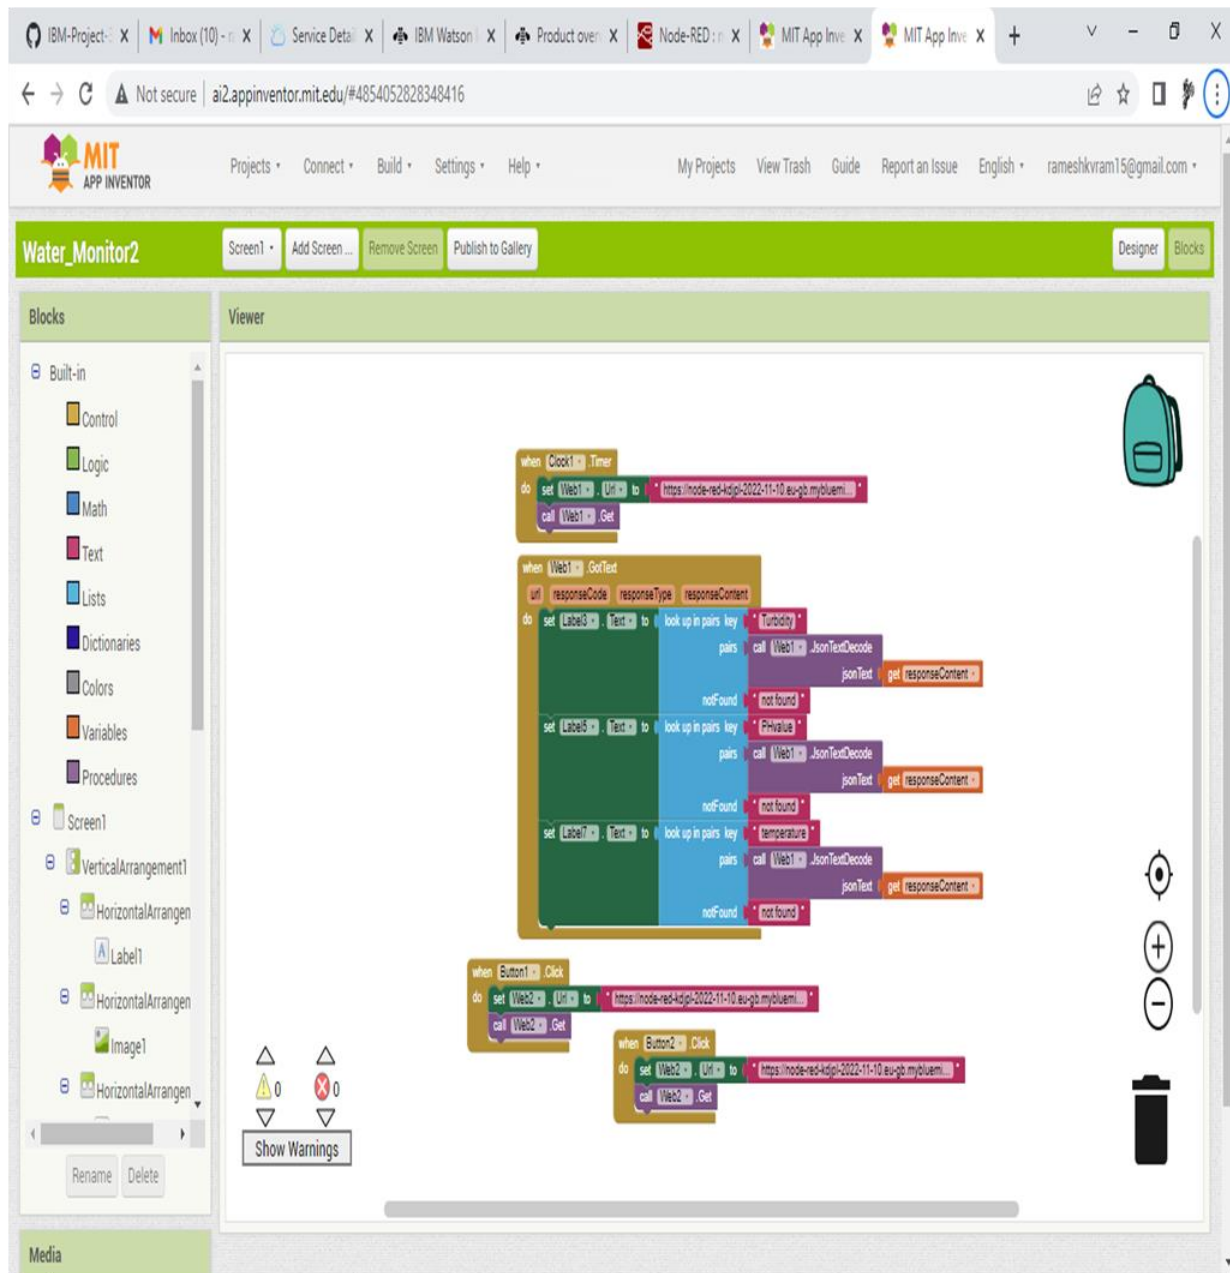 IBM-Project-3 Inbox (10) - Service Detail IBM Watson Product over Node-RED : MIT App Inve MIT App Inve
Not secure ai2.appinventor.mit.edu/#4854052828348416
MIT
APP INVENTOR
Projects Connect Build Settings Help My Projects View Trash Guide Report an Issue English rameshkvram15@gmail.com
Water_Monitor2 Screen1 Add Screen ... Remove Screen Publish to Gallery Designer Blocks
Blocks Viewer
Built-in
Control
Logic
Math
Text
Lists
Dictionaries
Colors
Variables
Procedures
Screen1
VerticalArrangement1
HorizontalArrangen
A Label1
HorizontalArrangen
Image1
HorizontalArrangen
Rename Delete
Media
when Clock1 .Timer
do set Web1 . Url to " https://node-red-kdjpl-2022-11-10.eu-gb.mybluemi... "
call Web1 .Get
when Web1 .GotText
url responseCode responseType responseContent
do set Label3 . Text to look up in pairs key " Turbidity "
pairs call Web1 .JsonTextDecode
jsonText get responseContent
notFound " not found "
set Label5 . Text to look up in pairs key " PHvalue "
pairs call Web1 .JsonTextDecode
jsonText get responseContent
notFound " not found "
set Label7 . Text to look up in pairs key " temperature "
pairs call Web1 .JsonTextDecode
jsonText get responseContent
notFound " not found "
when Button1 .Click
do set Web2 . Url to " https://node-red-kdjpl-2022-11-10.eu-gb.mybluemi... "
call Web2 .Get
when Button2 .Click
do set Web2 . Url to " https://node-red-kdjpl-2022-11-10.eu-gb.mybluemi... "
call Web2 .Get
0 0
Show Warnings